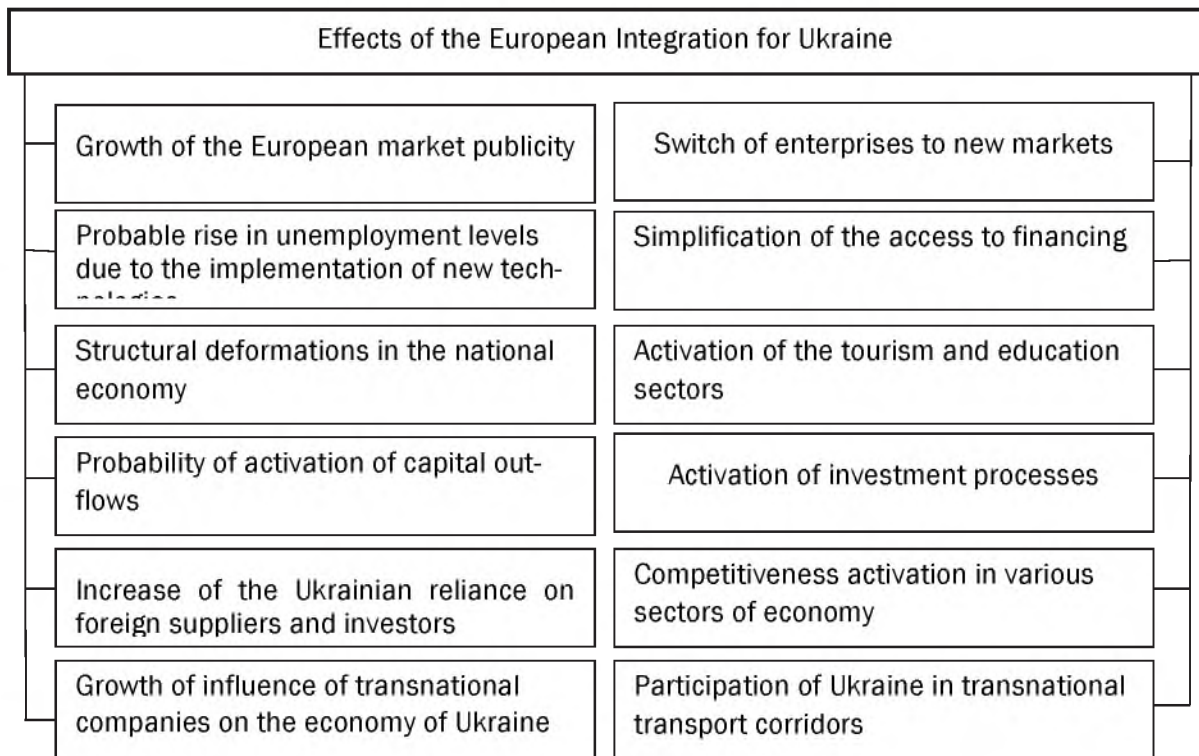 Effects of the European Integration for Ukraine
Growth of the European market publicity
Switch of enterprises to new markets
Probable rise in unemployment levels
due to the implementation of new tech-
nologies
Simplification of the access to financing
Structural deformations in the national
economy
Activation of the tourism and education
sectors
Probability of activation of capital out-
flows
Activation of investment processes
Increase of the Ukrainian reliance on
foreign suppliers and investors
Competitiveness activation in various
sectors of economy
Growth of influence of transnational
companies on the economy of Ukraine
Participation of Ukraine in transnational
transport corridors